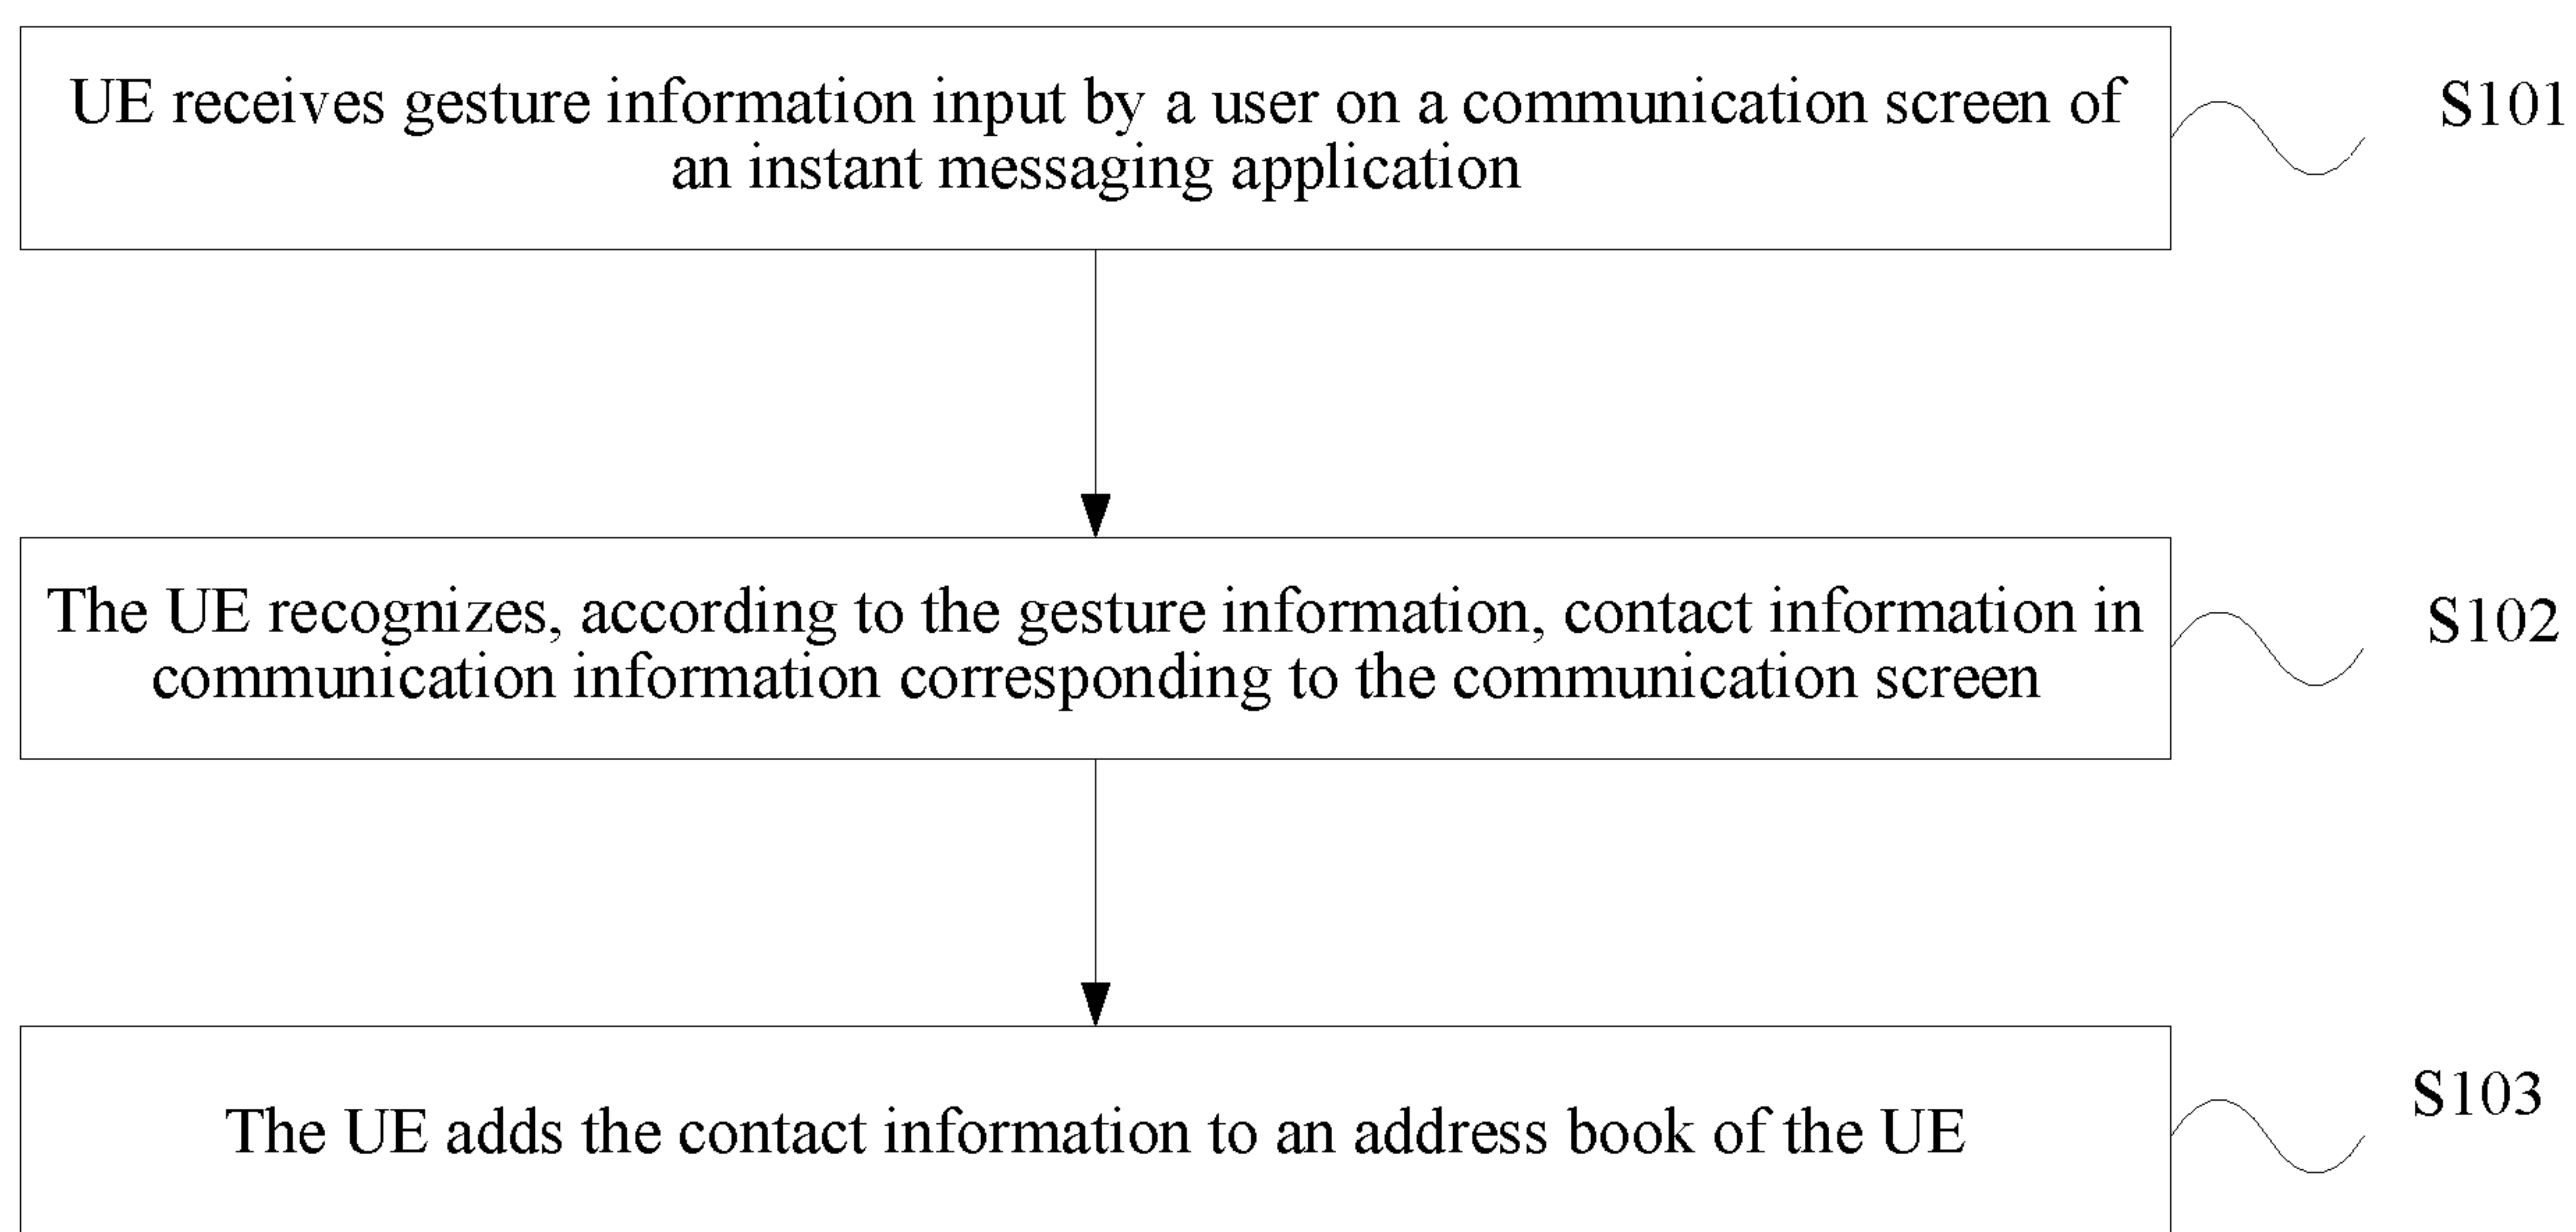 UE receives gesture information input by a user on a communication screen of
an instant messaging application
S101
The UE recognizes, according to the gesture information, contact information in
communication information corresponding to the communication screen
S102
The UE adds the contact information to an address book of the UE
S103